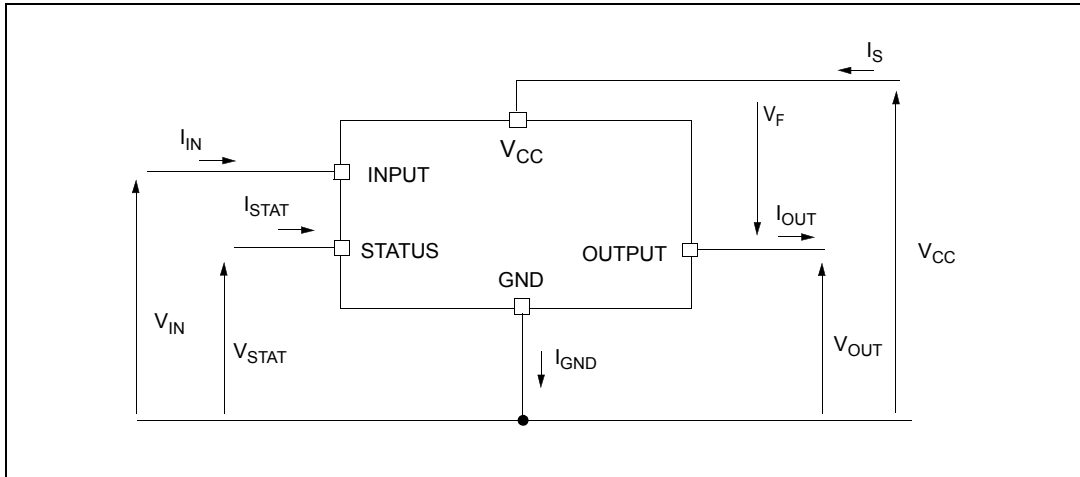 I_S
V_F
V_CC
I_IN
INPUT
I_STAT
I_OUT
STATUS
OUTPUT
V_CC
GND
V_IN
V_STAT
I_GND
V_OUT